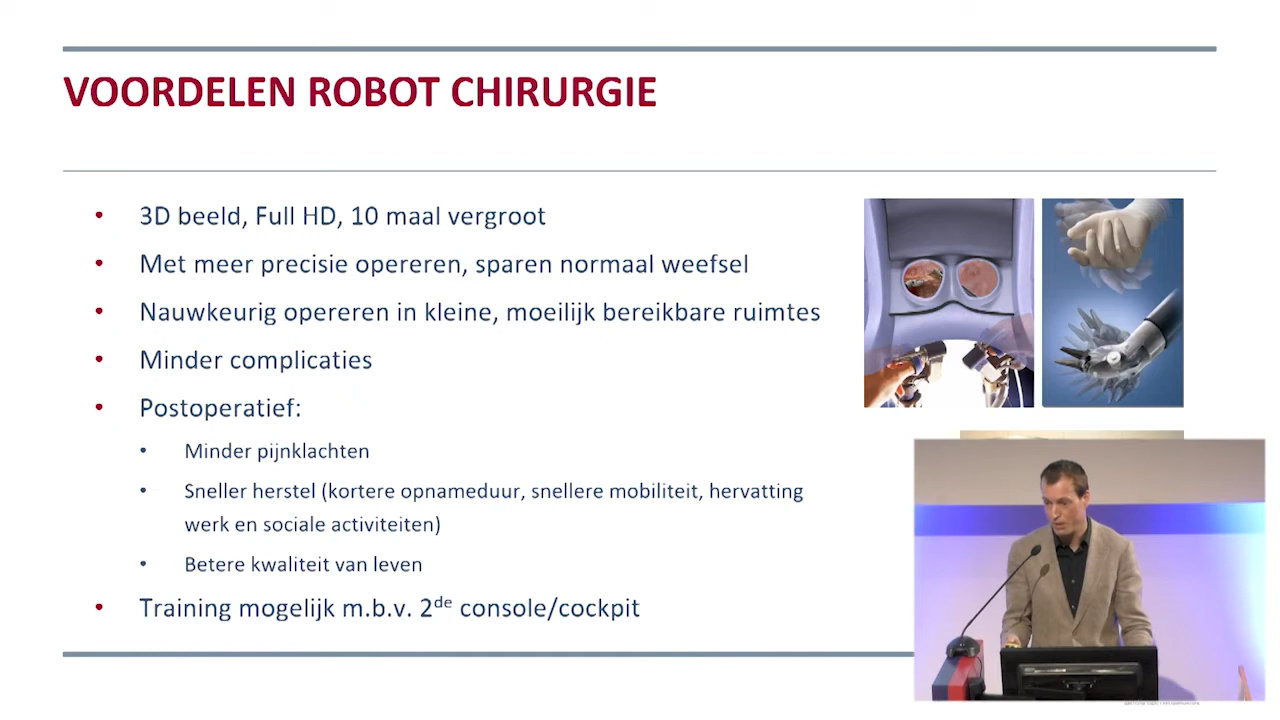 VOORDELEN ROBOT CHIRURGIE
• 3D beeld, Full HD, 10 maal vergroot
• Met meer precisie opereren, sparen normaal weefsel
• Nauwkeurig opereren in kleine, moeilijk bereikbare ruimtes
• Minder complicaties
• Postoperatief:
• Minder pijnklachten
• Sneller herstel (kortere opnameduur, snellere mobiliteit, hervatting
werk en sociale activiteiten)
• Betere kwaliteit van leven
• Training mogelijk m.b.v. 2de console/cockpit